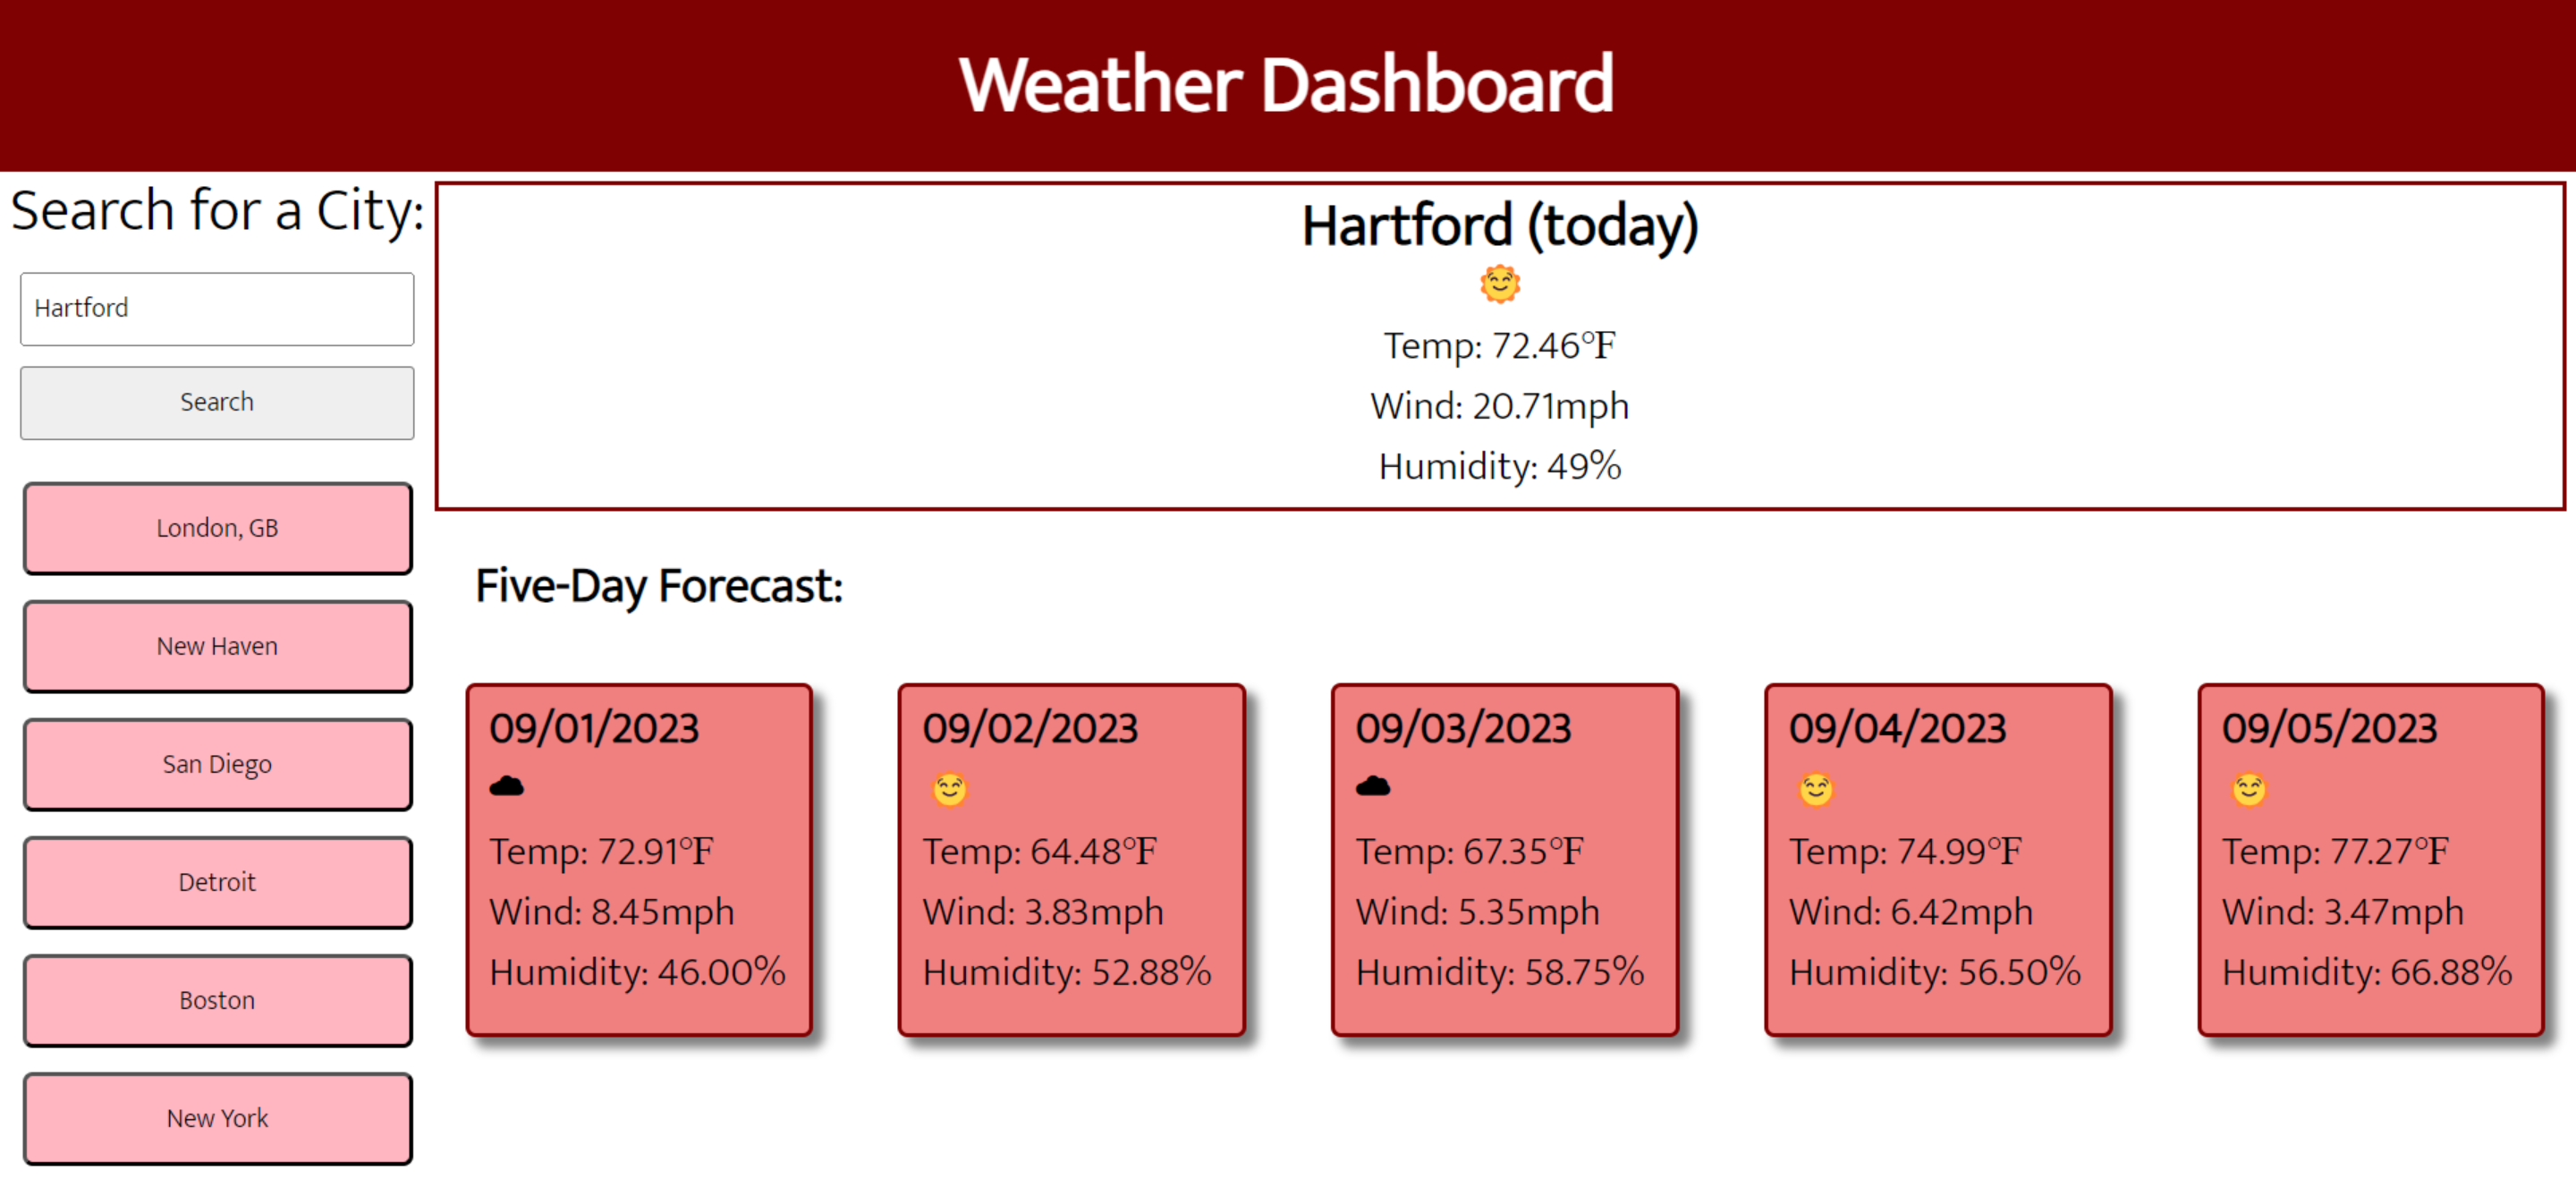 Weather Dashboard
Search for a City:
Hartford
Search
London, GB
New Haven
San Diego
Detroit
Boston
New York
Hartford (today)
Temp: 72.46°F
Wind: 20.71mph
Humidity: 49%
Five-Day Forecast:
09/01/2023
Temp: 72.91°F
Wind: 8.45mph
Humidity: 46.00%
09/02/2023
Temp: 64.48°F
Wind: 3.83mph
Humidity: 52.88%
09/03/2023
Temp: 67.35°F
Wind: 5.35mph
Humidity: 58.75%
09/04/2023
Temp: 74.99°F
Wind: 6.42mph
Humidity: 56.50%
09/05/2023
Temp: 77.27°F
Wind: 3.47mph
Humidity: 66.88%